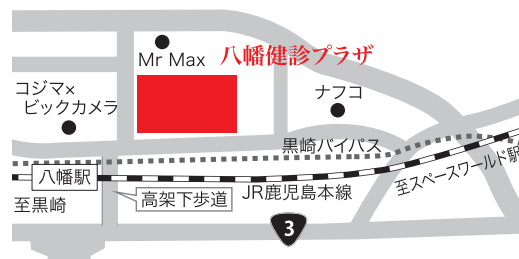 Mr Max
八幡健診プラザ
コジマ×
ビックカメラ
ナフコ
黒崎バイパス
八幡駅
至スペースワールド駅
至黒崎
高架下歩道
JR鹿児島本線
3